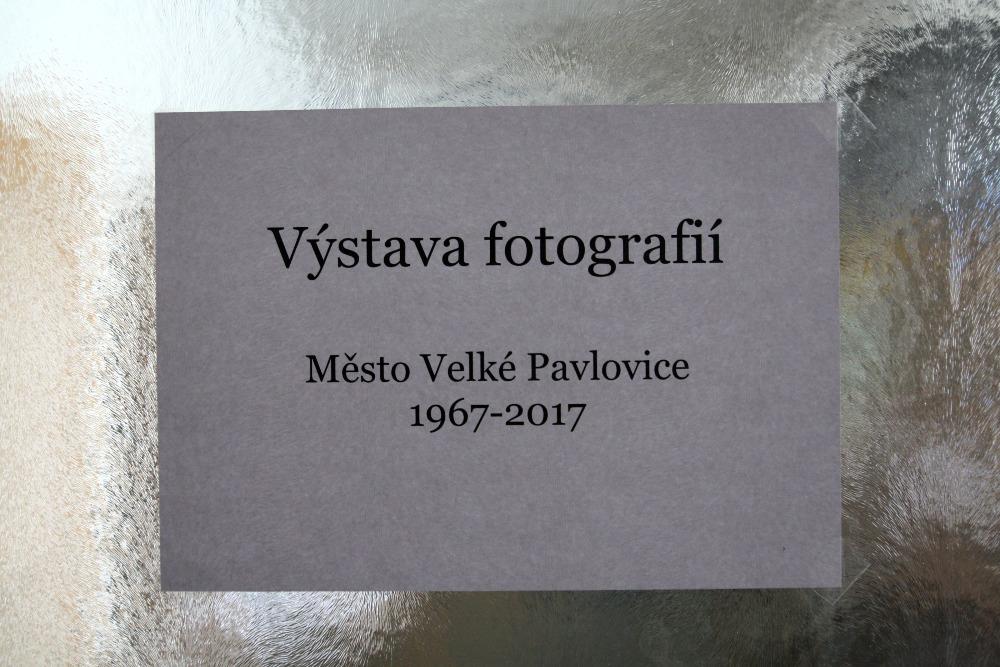 Výstava fotografií
Město Velké Pavlovice
1967-2017